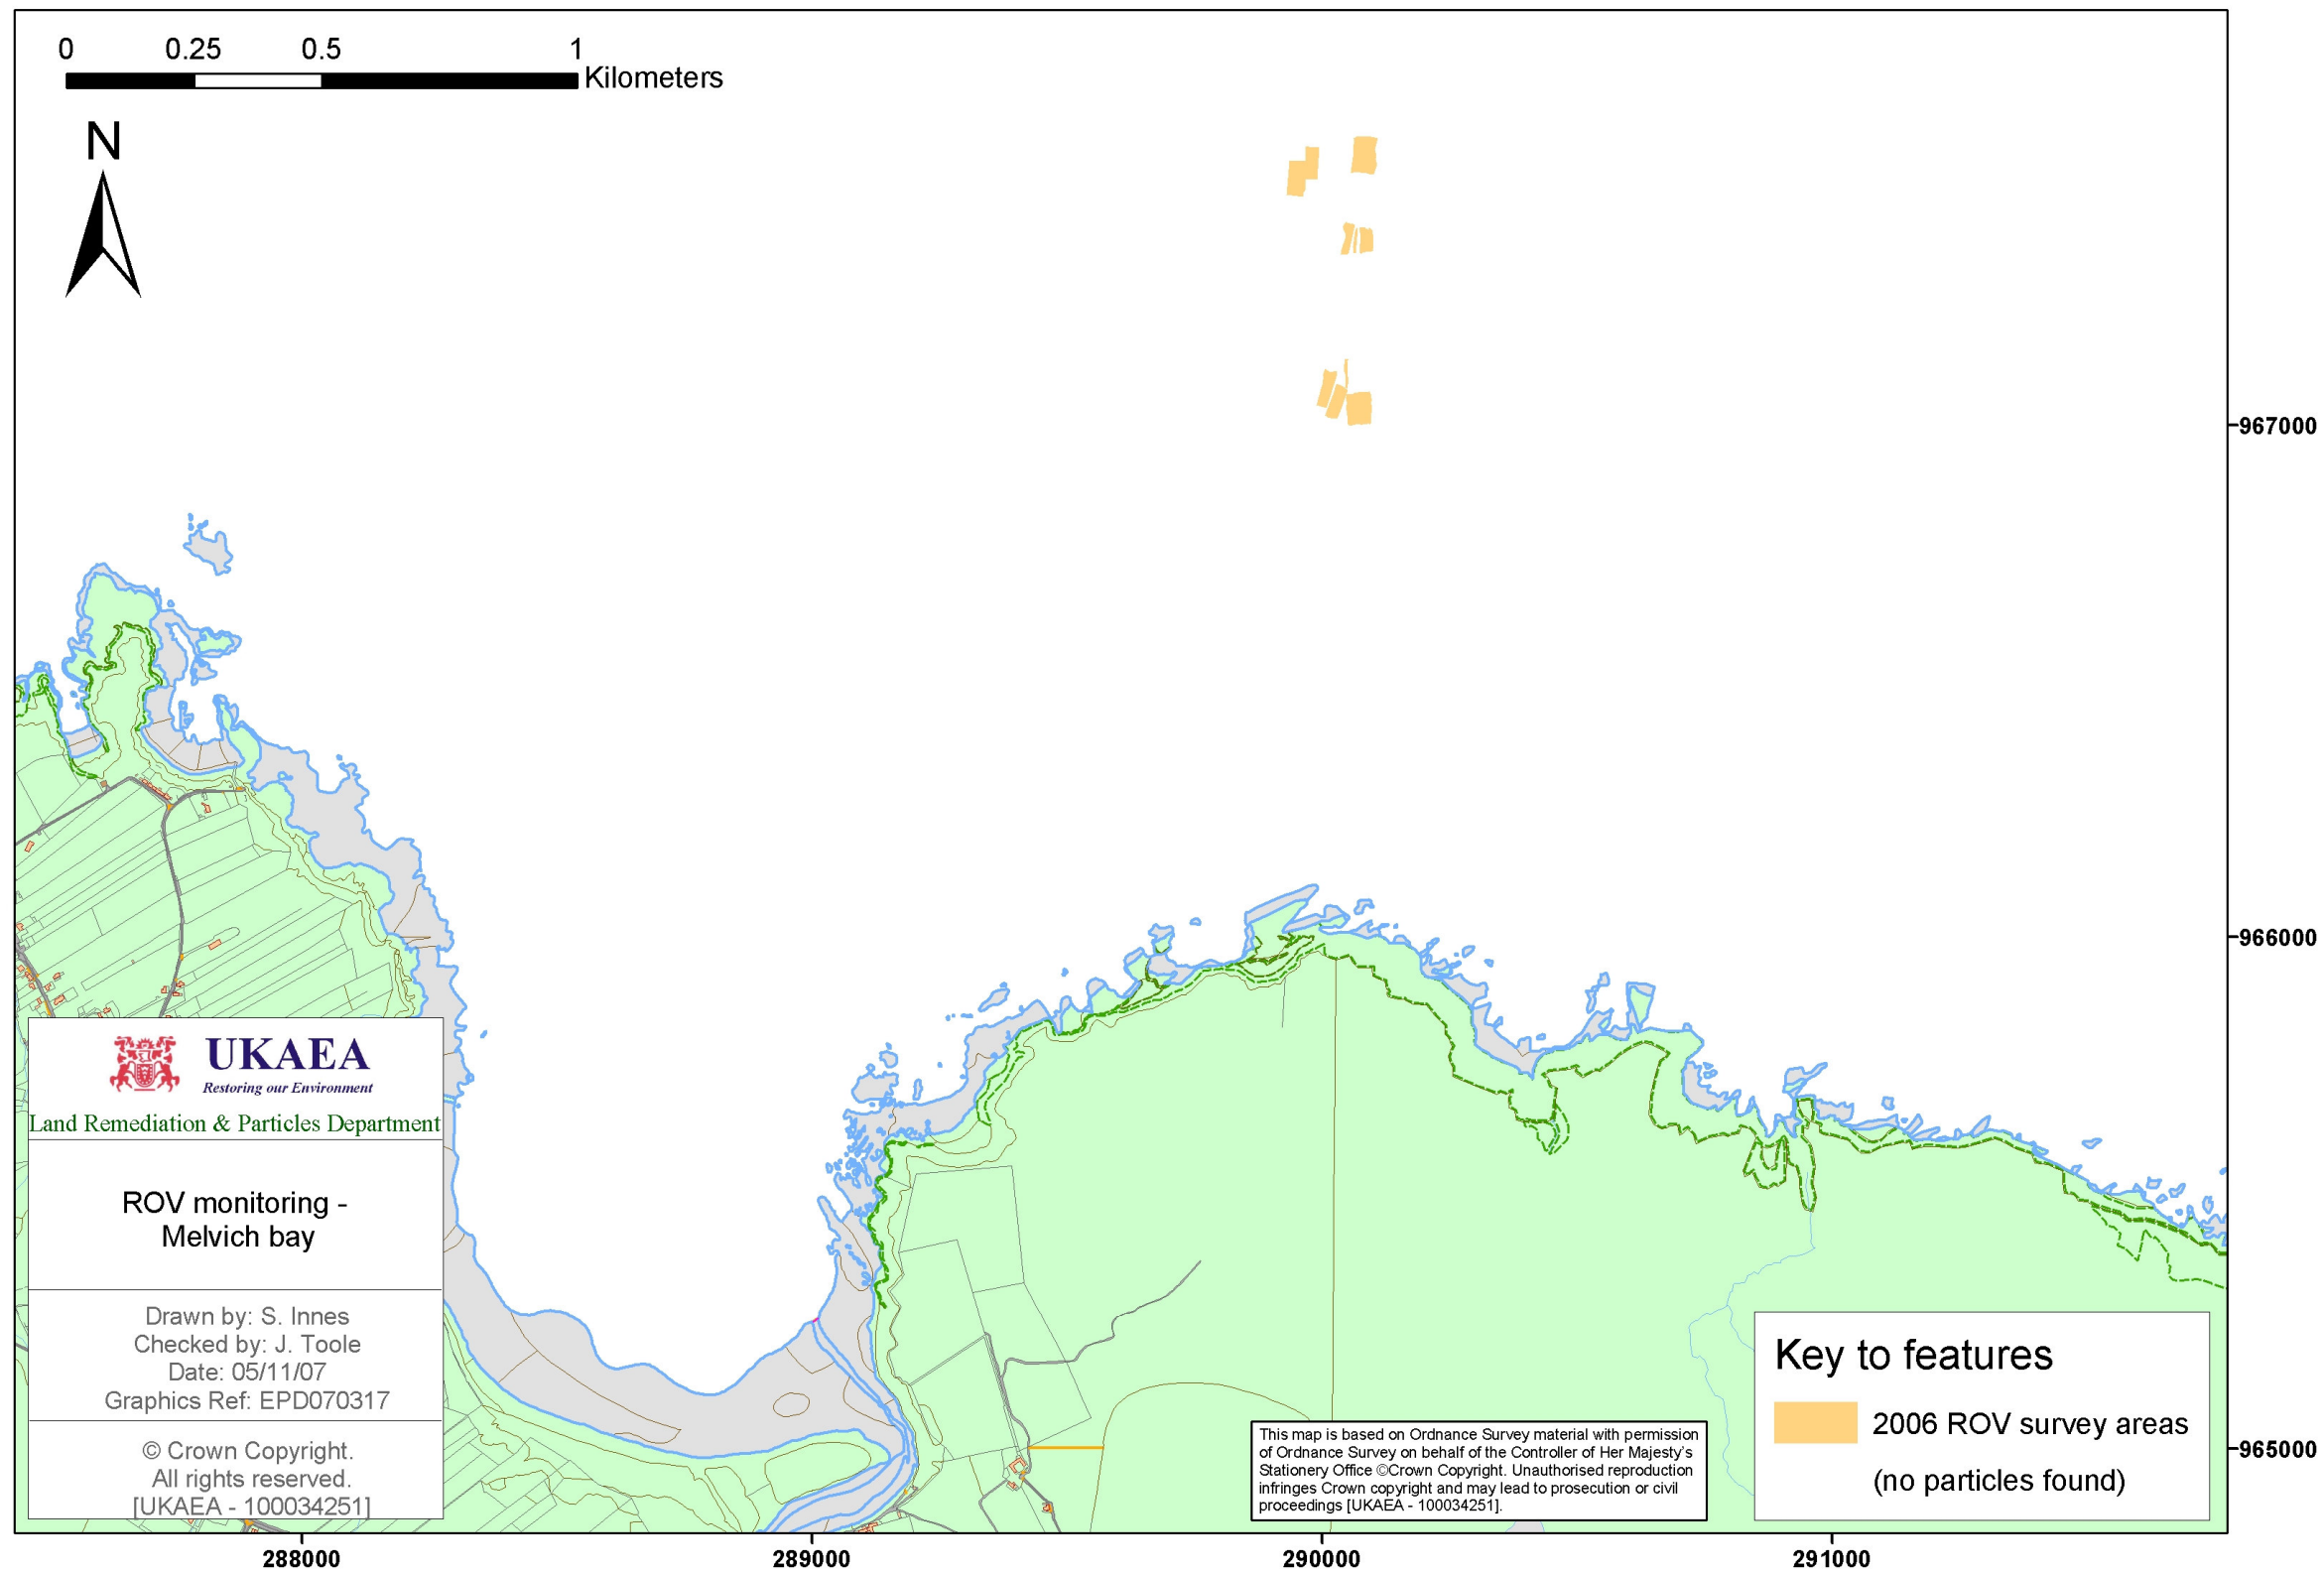 0 0.25 0.5 1
Kilometers
N
967000
966000
965000
288000 289000 290000 291000
UKAEA
Restoring our Environment
Land Remediation & Particles Department
ROV monitoring -
Melvich bay
Drawn by: S. Innes
Checked by: J. Toole
Date: 05/11/07
Graphics Ref: EPD070317
© Crown Copyright.
All rights reserved.
[UKAEA - 100034251]
This map is based on Ordnance Survey material with permission
of Ordnance Survey on behalf of the Controller of Her Majesty's
Stationery Office ©Crown Copyright. Unauthorised reproduction
infringes Crown copyright and may lead to prosecution or civil
proceedings [UKAEA - 100034251].
Key to features
2006 ROV survey areas
(no particles found)